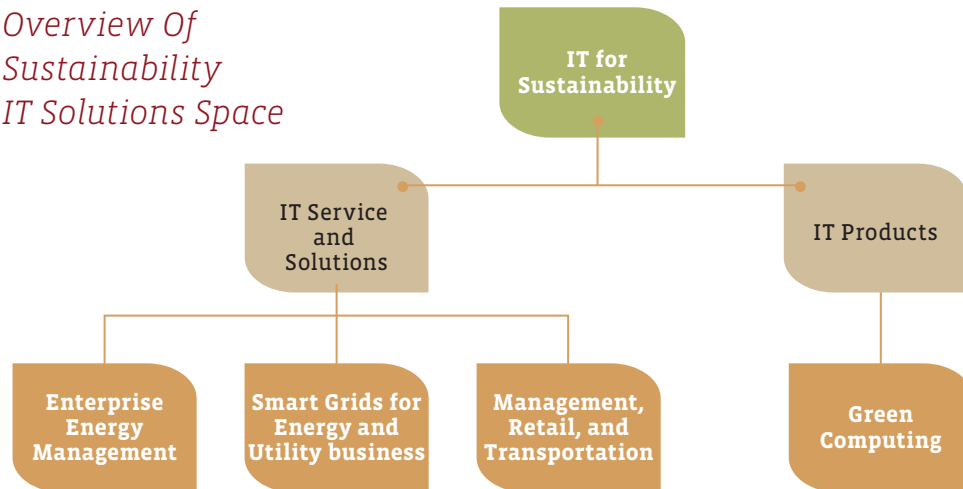 Overview Of
Sustainability
IT Solutions Space
IT for
Sustainability
IT Service
and
Solutions
IT Products
Enterprise
Energy
Management
Smart Grids for
Energy and
Utility business
Management,
Retail, and
Transportation
Green
Computing